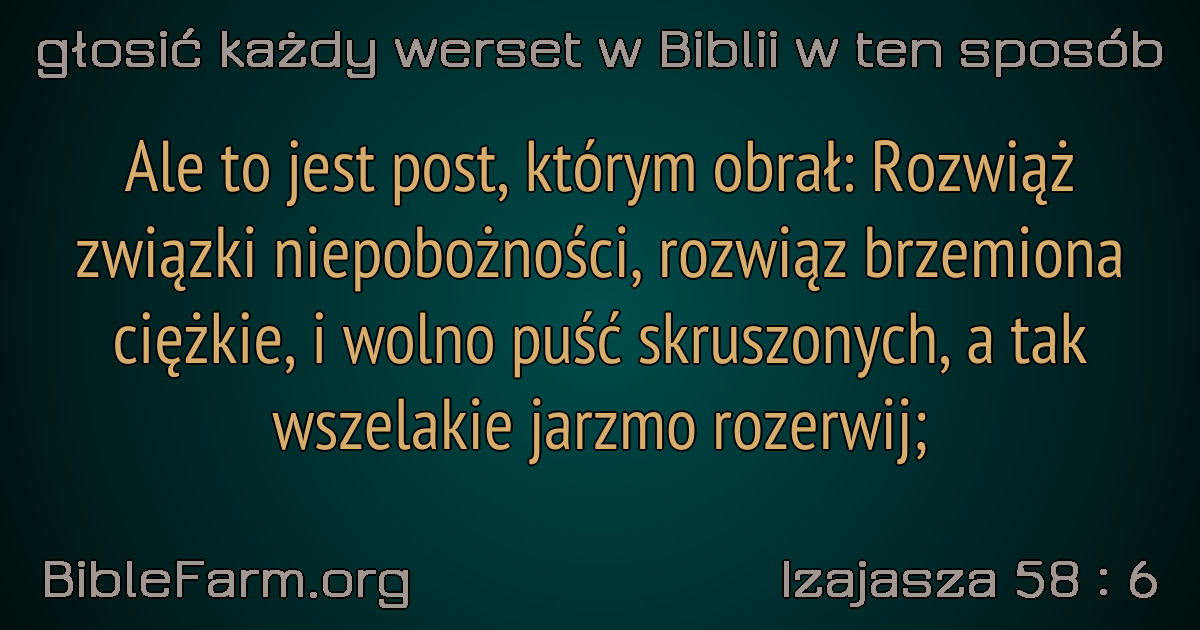 głosić każdy werset w Biblii w ten sposób
Ale to jest post, którym obrał: Rozwiąż
związki niepobożności, rozwiąz brzemiona
ciężkie, i wolno puść skruszonych, a tak
wszelakie jarzmo rozerwij;
BibleFarm.org
Izajasza 58 : 6